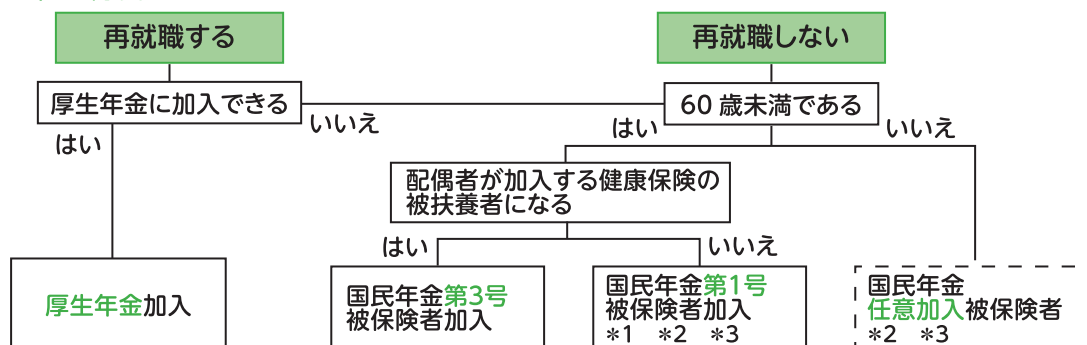 再就職する
再就職しない
厚生年金に加入できる
60歳未満である
はい
いいえ
はい
いいえ
配偶者が加入する健康保険の
被扶養者になる
はい
いいえ
厚生年金加入
国民年金第3号
被保険者加入
国民年金第1号
被保険者加入
*1 *2 *3
国民年金
任意加入被保険者
*2 *3